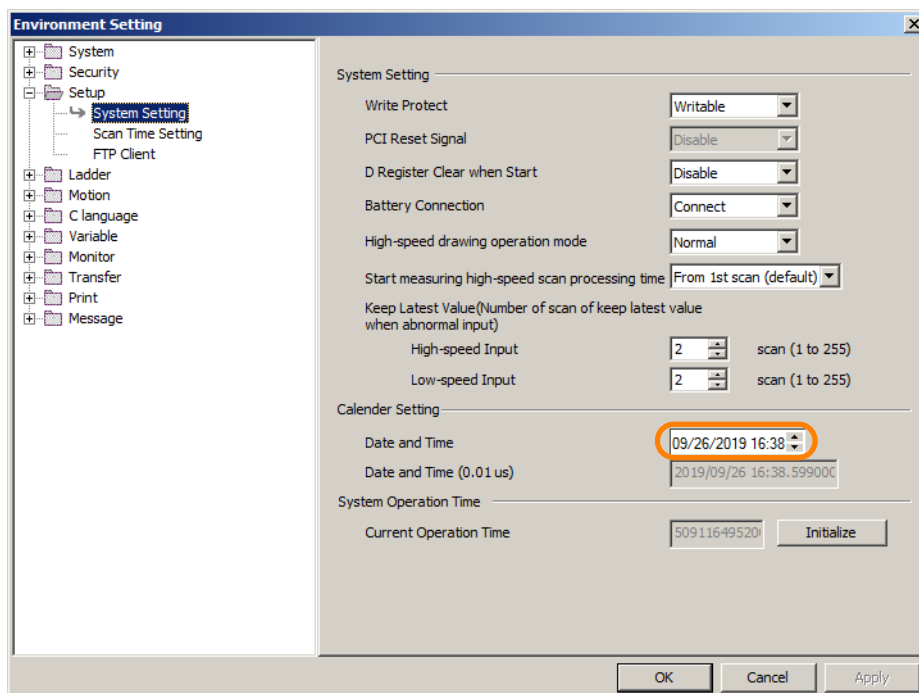 Environment Setting
System
Security
Setup
System Setting
Scan Time Setting
FTP Client
Ladder
Motion
C language
Variable
Monitor
Transfer
Print
Message
System Setting
Write Protect Writable
PCI Reset Signal Disable
D Register Clear when Start Disable
Battery Connection Connect
High-speed drawing operation mode Normal
Start measuring high-speed scan processing time From 1st scan (default)
Keep Latest Value(Number of scan of keep latest value
when abnormal input)
High-speed Input 2 scan (1 to 255)
Low-speed Input 2 scan (1 to 255)
Calender Setting
Date and Time 09/26/2019 16:38
Date and Time (0.01 us) 2019/09/26 16:38.599000
System Operation Time
Current Operation Time 50911649520 Initialize
OK Cancel Apply